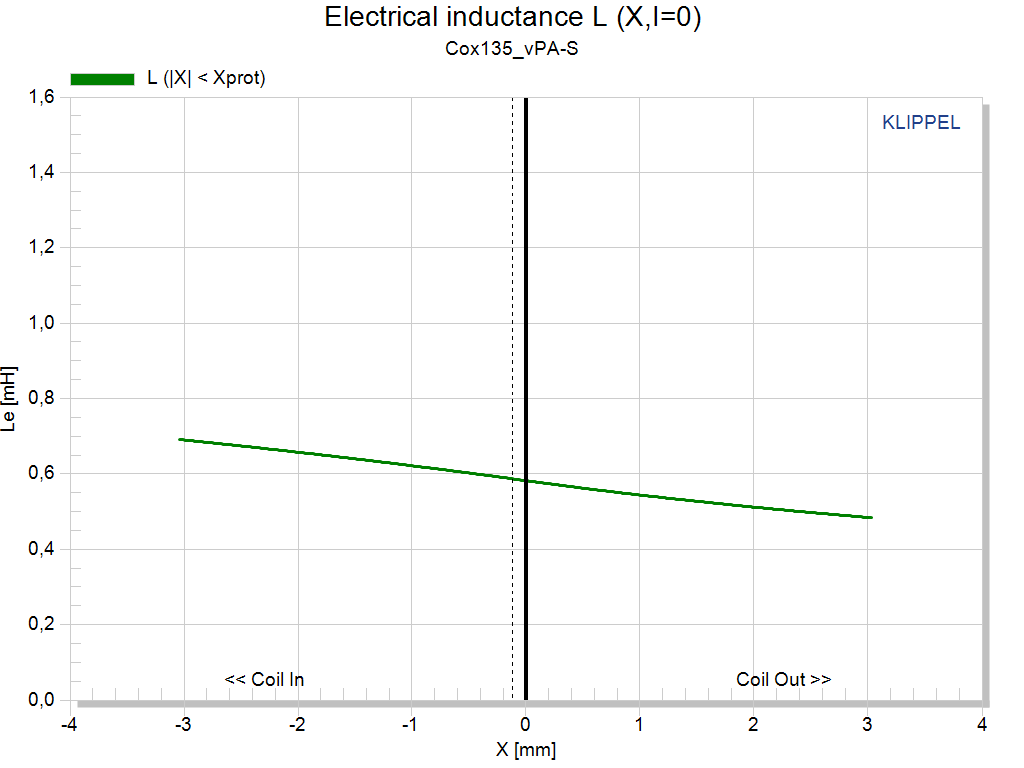 Electrical inductance L (X,I=0)
Cox135_vPA-S
L (|X| < Xprot)
KLIPPEL
1,6
1,4
1,2
1,0
0,8
0,6
0,4
0,2
0,0
Le [mH]
<< Coil In
Coil Out >>
-4 -3 -2 -1 0 1 2 3 4
X [mm]